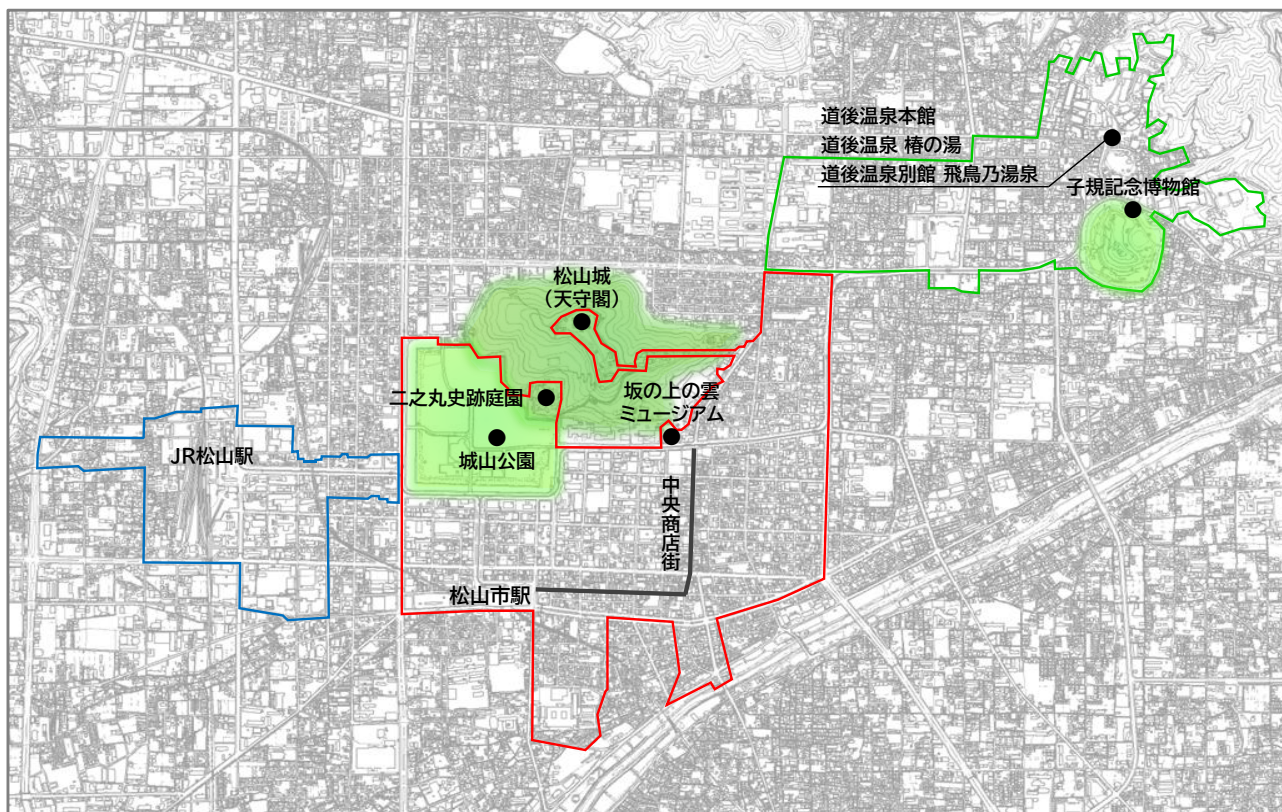 道後温泉本館
道後温泉 椿の湯
道後温泉別館 飛鳥乃湯泉
子規記念博物館
松山城
（天守閣）
坂の上の雲
ミュージアム
二之丸史跡庭園
城山公園
JR松山駅
中央商店街
松山市駅